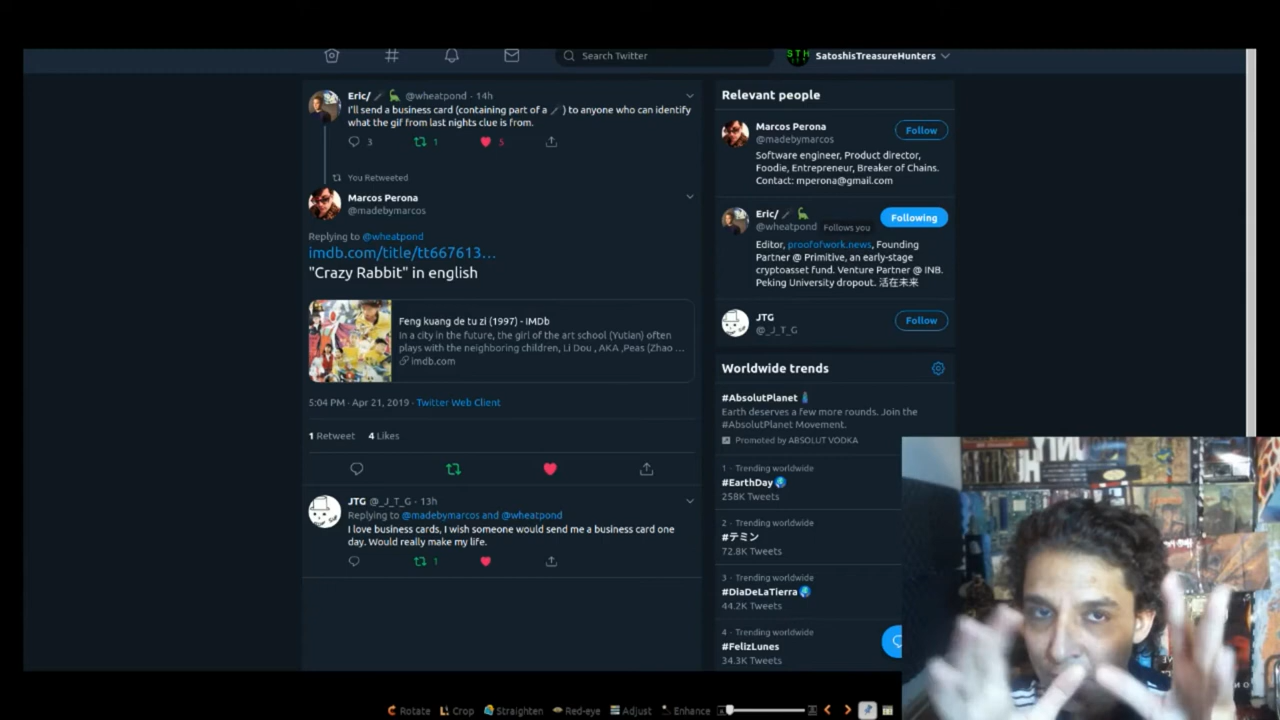 Search Twitter
STH
SatoshisTreasureHunters
Eric/ @wheatpond · 14h
I'll send a business card (containing part of a ) to anyone who can identify
what the gif from last nights clue is from.
3
1
5
You Retweeted
Marcos Perona
@madebymarcos
Replying to @wheatpond
imdb.com/title/tt667613...
"Crazy Rabbit" in english
Feng kuang de tu zi (1997) - IMDb
In a city in the future, the girl of the art school (Yutian) often
plays with the neighboring children, Li Dou , AKA ,Peas (Zhao ...
imdb.com
5:04 PM · Apr 21, 2019 · Twitter Web Client
1 Retweet 4 Likes
JTG @_J_T_G · 13h
Replying to @madebymarcos and @wheatpond
I love business cards, I wish someone would send me a business card one
day. Would really make my life.
1
Relevant people
Marcos Perona
@madebymarcos
Follow
Software engineer, Product director,
Foodie, Entrepreneur, Breaker of Chains.
Contact: mperona@gmail.com
Eric/
@wheatpond Follows you
Following
Editor, proofofwork.news, Founding
Partner @ Primitive, an early-stage
cryptoasset fund. Venture Partner @ INB.
Peking University dropout. 活在未来
JTG
@_J_T_G
Follow
Worldwide trends
#AbsolutPlanet
Earth deserves a few more rounds. Join the
#AbsolutPlanet Movement.
Promoted by ABSOLUT VODKA
1 · Trending worldwide
#EarthDay
258K Tweets
2 · Trending worldwide
#テミン
72.8K Tweets
3 · Trending worldwide
#DiaDeLaTierra
44.2K Tweets
4 · Trending worldwide
#FelizLunes
34.3K Tweets
Rotate Crop Straighten Red-eye Adjust Enhance